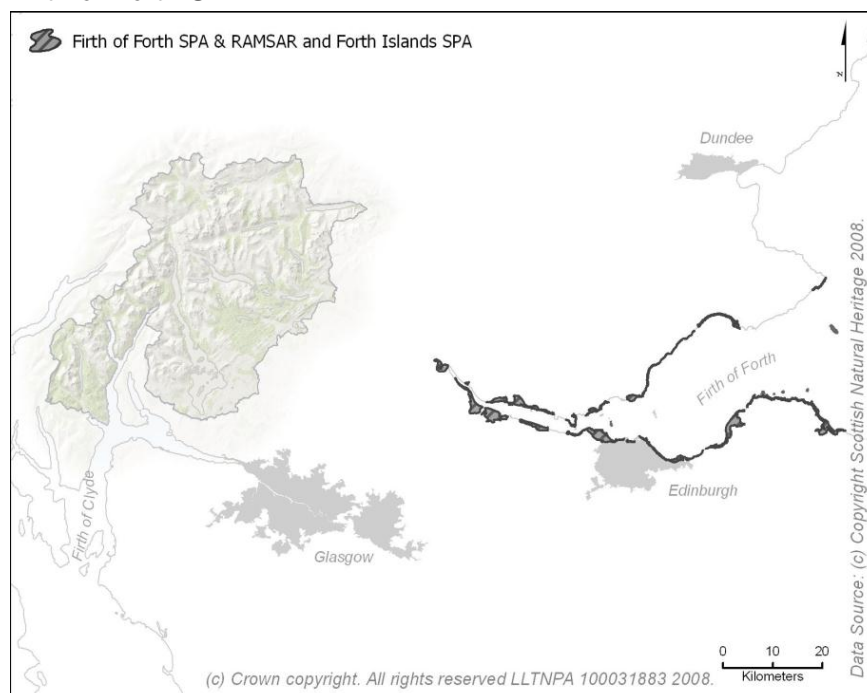 Firth of Forth SPA & RAMSAR and Forth Islands SPA
N
Dundee
Firth of Forth
Edinburgh
Firth of Clyde
Glasgow
Data Source: (c) Copyright Scottish Natural Heritage 2008.
0 10 20
Kilometers
(c) Crown copyright. All rights reserved LLTNPA 100031883 2008.